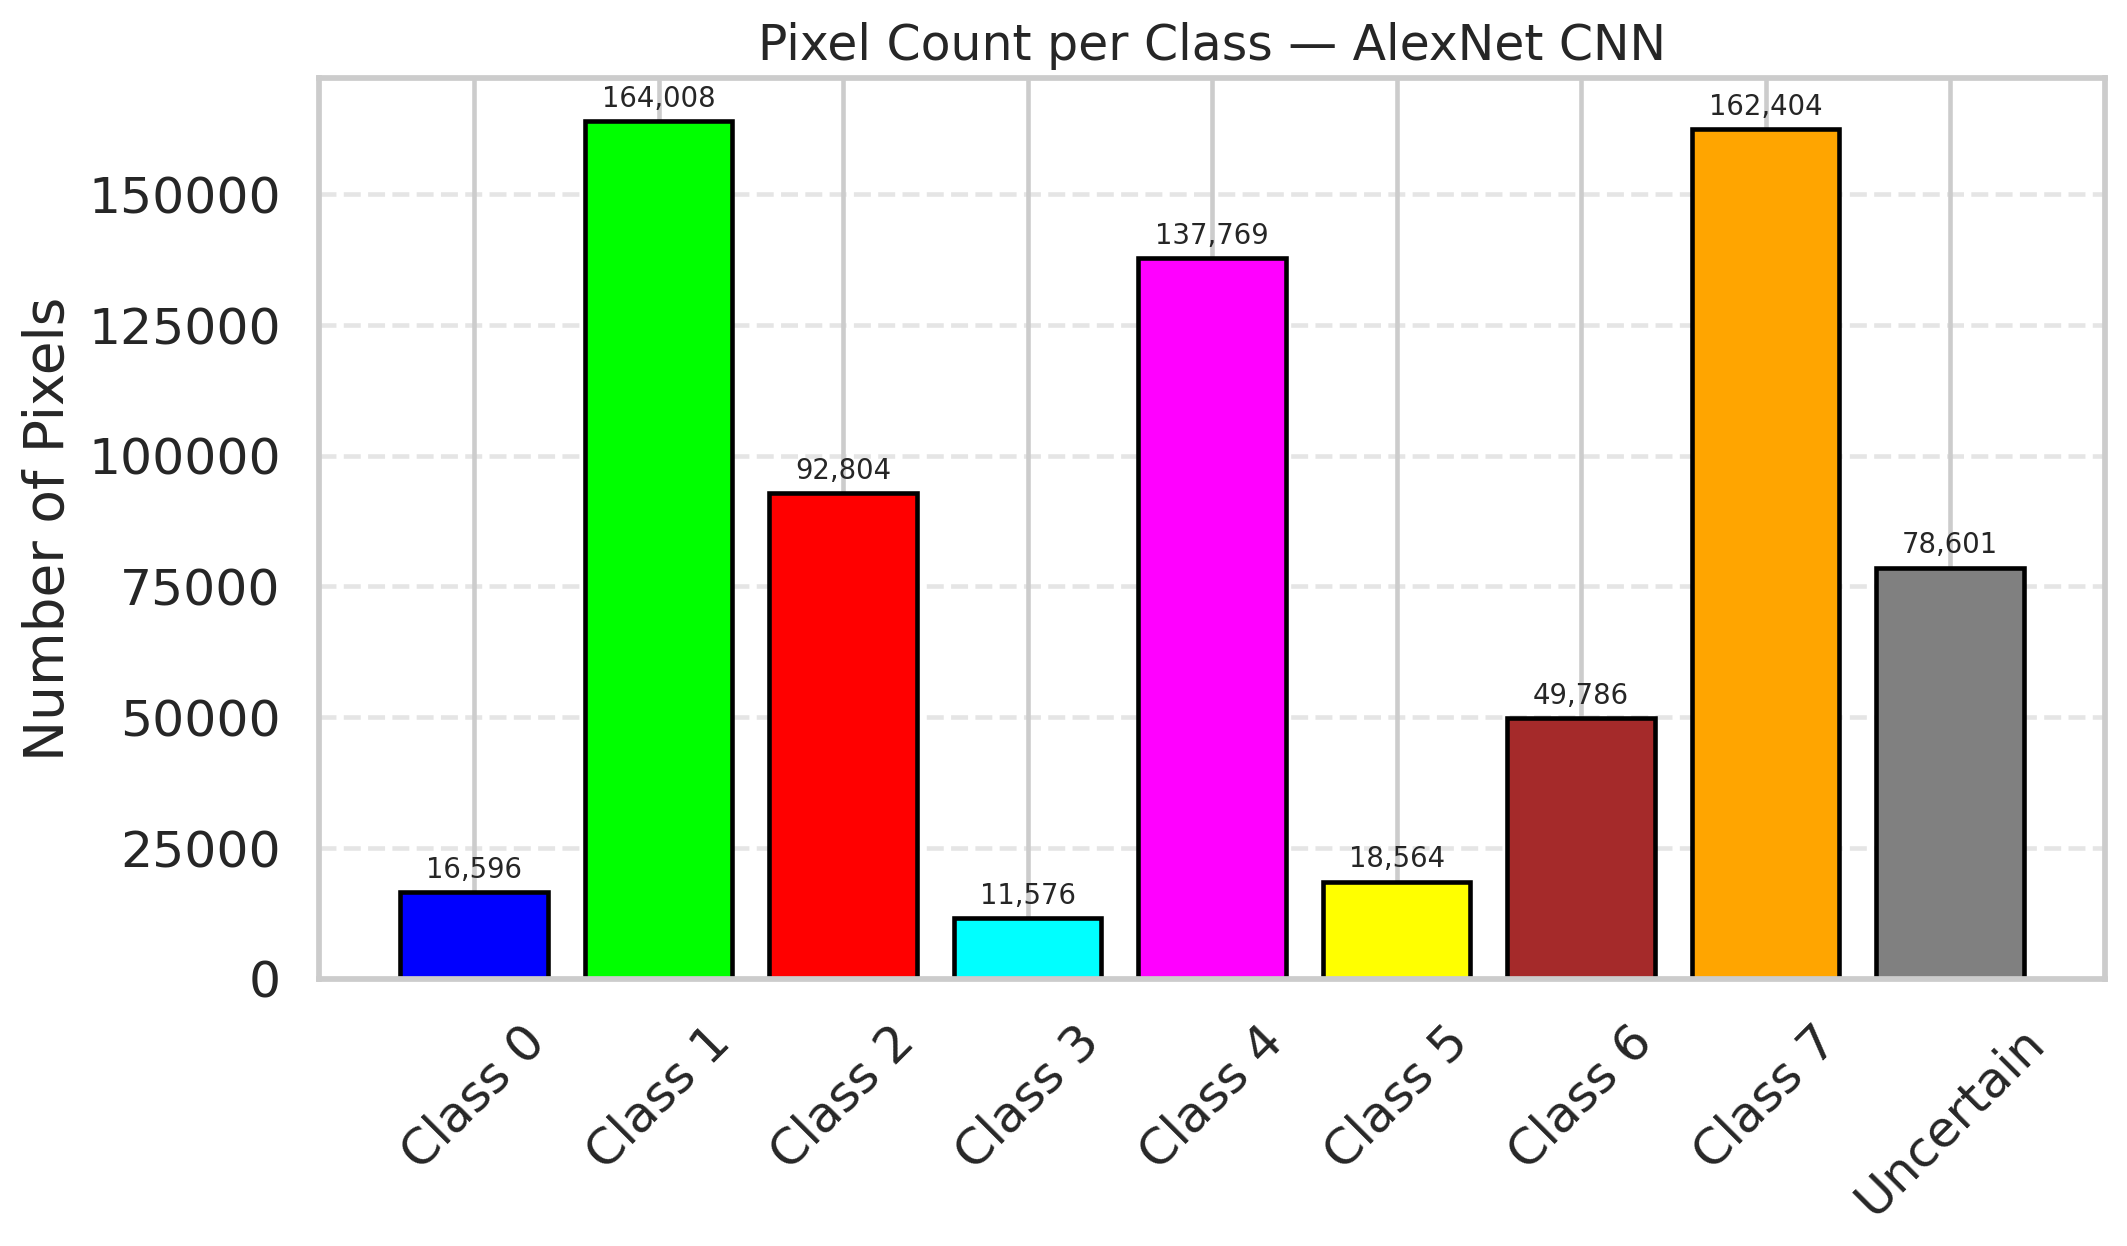 Pixel Count per Class — AlexNet CNN
Number of Pixels
150000
125000
100000
75000
50000
25000
0
16,596
164,008
92,804
11,576
137,769
18,564
49,786
162,404
78,601
Class 0
Class 1
Class 2
Class 3
Class 4
Class 5
Class 6
Class 7
Uncertain